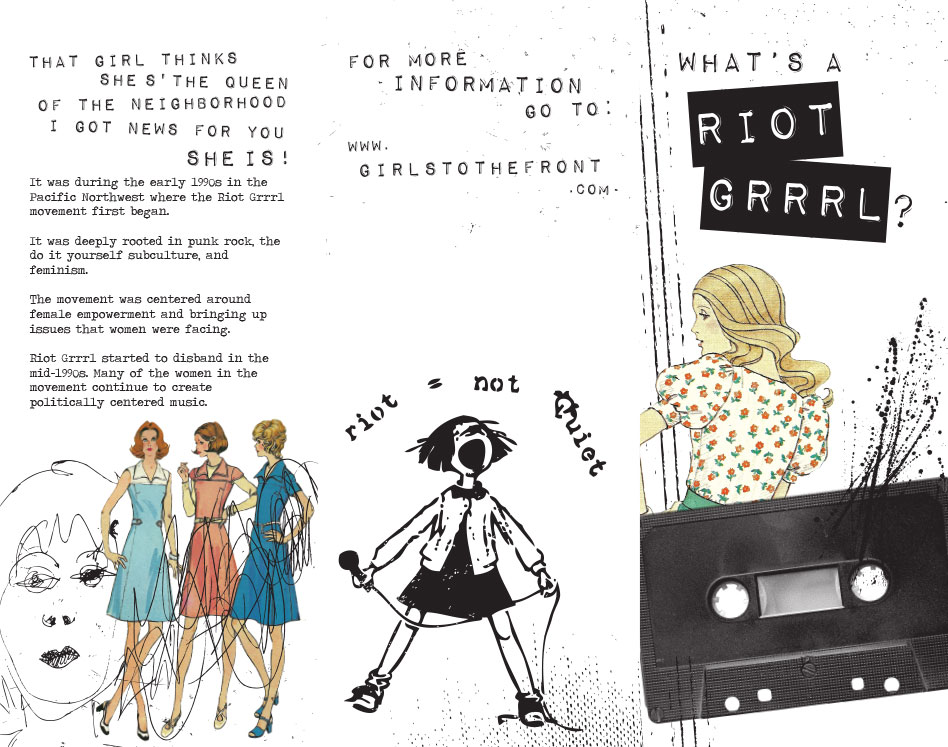 THAT GIRL THINKS
SHE S' THE QUEEN
OF THE NEIGHBORHOOD
I GOT NEWS FOR YOU
SHE IS!
It was during the early 1990s in the
Pacific Northwest where the Riot Grrrl
movement first began.
It was deeply rooted in punk rock, the
do it yourself subculture, and
feminism.
The movement was centered around
female empowerment and bringing up
issues that women were facing.
Riot Grrrl started to disband in the
mid-1990s. Many of the women in the
movement continue to create
politically centered music.
FOR MORE
INFORMATION
GO TO:
WWW.
GIRLSTOTHEFRONT
.COM.
riot = not Quiet
WHAT'S A
RIOT
GRRRL?